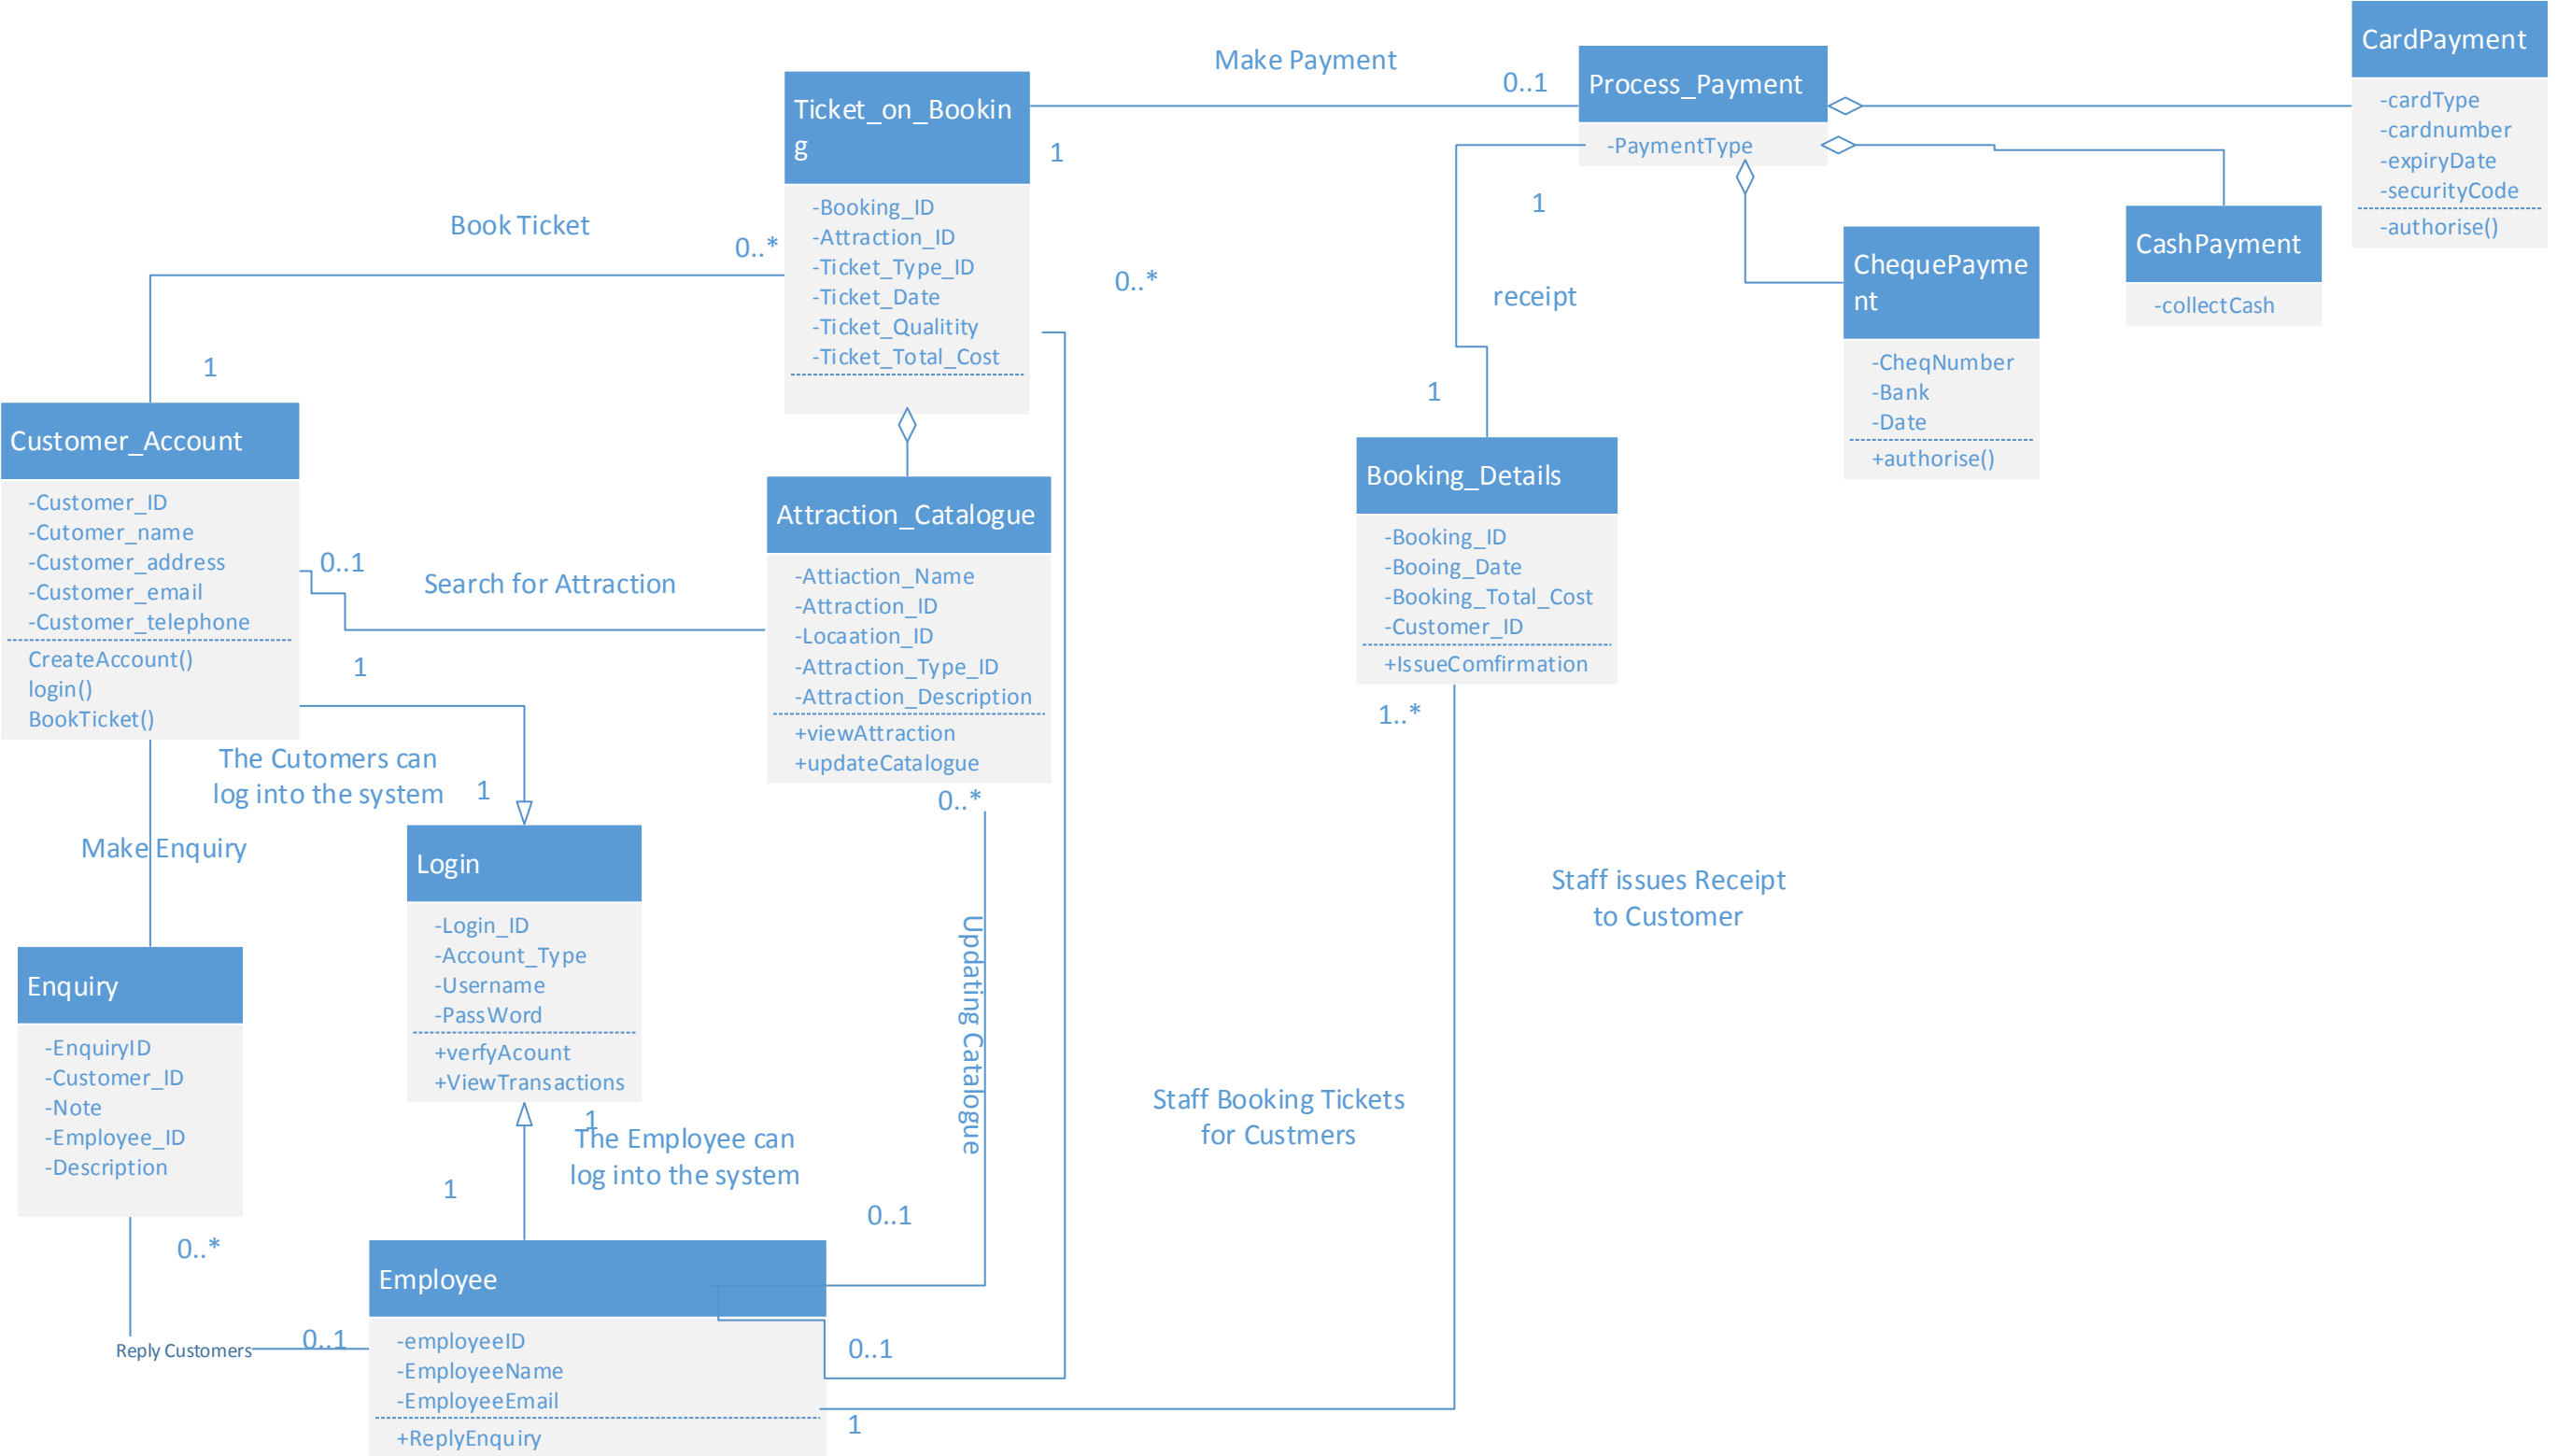 CardPayment
-cardType
-cardnumber
-expiryDate
-securityCode
-authorise()
Make Payment
0..1
Process_Payment
-PaymentType
Ticket_on_Bookin
g
1
-Booking_ID
-Attraction_ID
-Ticket_Type_ID
-Ticket_Date
-Ticket_Qualitity
-Ticket_Total_Cost
Book Ticket
0..*
0..*
1
receipt
1
CashPayment
-collectCash
ChequePayme
nt
-CheqNumber
-Bank
-Date
+authorise()
1
Customer_Account
-Customer_ID
-Cutomer_name
-Customer_address
-Customer_email
-Customer_telephone
CreateAccount()
login()
BookTicket()
0..1
Search for Attraction
1
Attraction_Catalogue
-Attiaction_Name
-Attraction_ID
-Locaation_ID
-Attraction_Type_ID
-Attraction_Description
+viewAttraction
+updateCatalogue
0..*
Booking_Details
-Booking_ID
-Booing_Date
-Booking_Total_Cost
-Customer_ID
+IssueComfirmation
1..*
The Cutomers can
log into the system
1
Make Enquiry
Login
-Login_ID
-Account_Type
-Username
-PassWord
+verfyAcount
+ViewTransactions
1
The Employee can
log into the system
1
Updating Catalogue
Staff issues Receipt
to Customer
Staff Booking Tickets
for Custmers
Enquiry
-EnquiryID
-Customer_ID
-Note
-Employee_ID
-Description
0..*
0..1
Reply Customers
0..1
Employee
-employeeID
-EmployeeName
-EmployeeEmail
+ReplyEnquiry
0..1
1